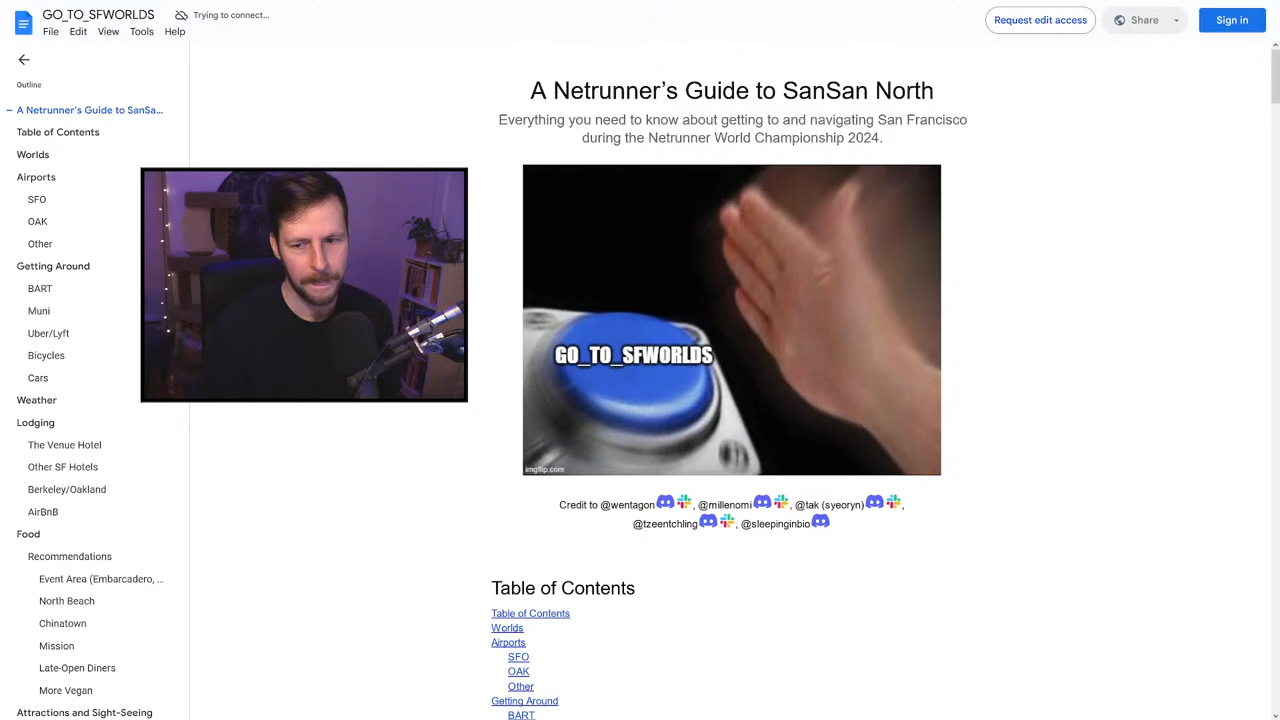 GO_TO_SFWORLDS
Trying to connect...
File Edit View Tools Help
Request edit access
Share
Sign in
Outline
A Netrunner's Guide to SanSa...
Table of Contents
Worlds
Airports
SFO
OAK
Other
Getting Around
BART
Muni
Uber/Lyft
Bicycles
Cars
Weather
Lodging
The Venue Hotel
Other SF Hotels
Berkeley/Oakland
AirBnB
Food
Recommendations
Event Area (Embarcadero, ...
North Beach
Chinatown
Mission
Late-Open Diners
More Vegan
Attractions and Sight-Seeing
A Netrunner's Guide to SanSan North
Everything you need to know about getting to and navigating San Francisco
during the Netrunner World Championship 2024.
GO_TO_SFWORLDS
imgflip.com
Credit to @wentagon, @millenomi, @tak (syeoryn),
@tzeentchling, @sleepinginbio
Table of Contents
Table of Contents
Worlds
Airports
SFO
OAK
Other
Getting Around
BART